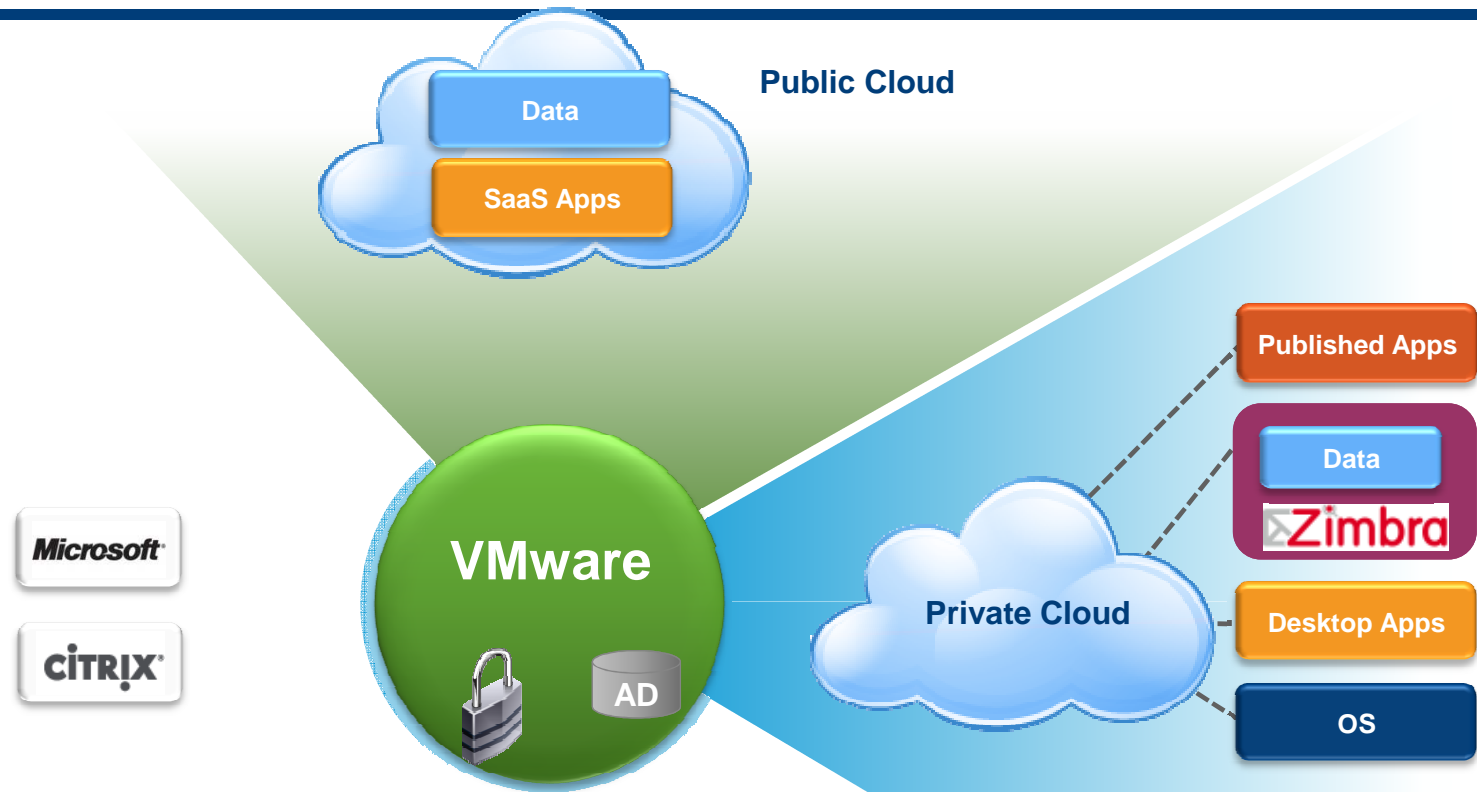 Public Cloud
Data
SaaS Apps
Published Apps
Data
Zimbra
Microsoft
VMware
Private Cloud
Desktop Apps
CITRIX
AD
OS